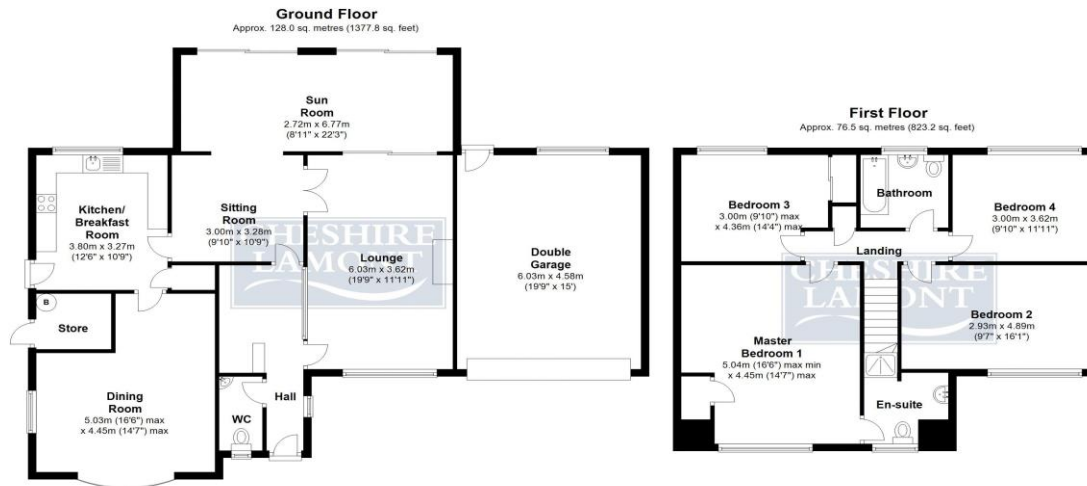 Ground Floor
Approx. 128.0 sq. metres (1377.8 sq. feet)
Sun
Room
2.72m x 6.77m
(8'11" x 22'3")
Kitchen/
Breakfast
Room
3.80m x 3.27m
(12'6" x 10'9")
Sitting
Room
3.00m x 3.28m
(9'10" x 10'9")
CHESHIRE
LAMONT
Lounge
6.03m x 3.62m
(19'9" x 11'11")
Double
Garage
6.03m x 4.58m
(19'9" x 15')
B
Store
Dining
Room
5.03m (16'6") max
x 4.45m (14'7") max
WC
Hall
First Floor
Approx. 76.5 sq. metres (823.2 sq. feet)
Bedroom 3
3.00m (9'10") max
x 4.36m (14'4") max
Bathroom
Bedroom 4
3.00m x 3.62m
(9'10" x 11'11")
Landing
CHESHIRE
LAMONT
Master
Bedroom 1
5.04m (16'6") max min
x 4.45m (14'7") max
Bedroom 2
2.93m x 4.89m
(9'7" x 16'1")
En-suite